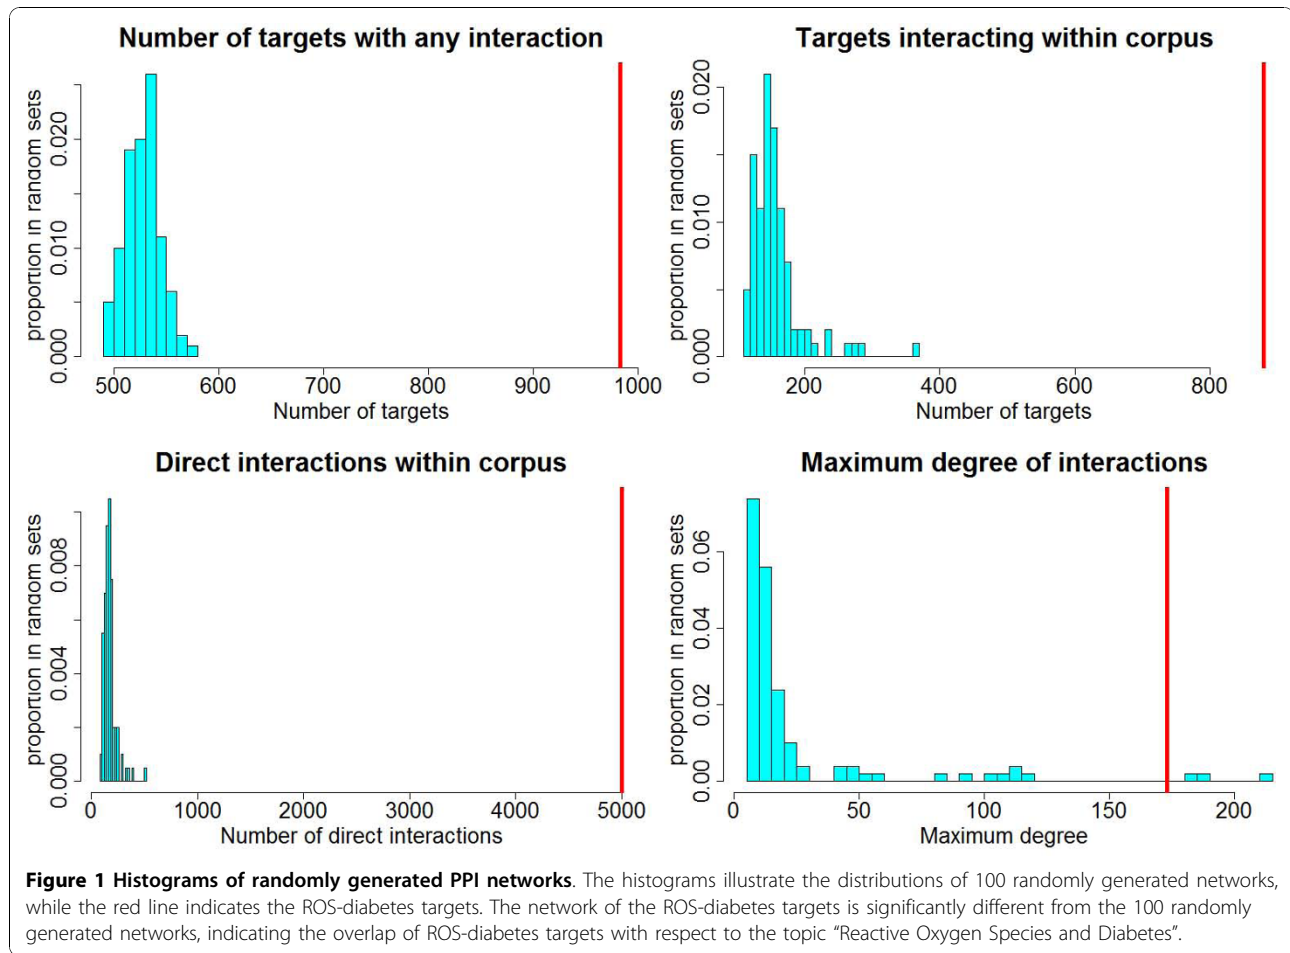 Number of targets with any interaction
proportion in random sets
0.000 0.010 0.020
500 600 700 800 900 1000
Number of targets
Targets interacting within corpus
proportion in random sets
0.000 0.010 0.020
200 400 600 800
Number of targets
Direct interactions within corpus
proportion in random sets
0.000 0.004 0.008
0 1000 2000 3000 4000 5000
Number of direct interactions
Maximum degree of interactions
proportion in random sets
0.00 0.02 0.04 0.06
0 50 100 150 200
Maximum degree
Figure 1 Histograms of randomly generated PPI networks. The histograms illustrate the distributions of 100 randomly generated networks,
while the red line indicates the ROS-diabetes targets. The network of the ROS-diabetes targets is significantly different from the 100 randomly
generated networks, indicating the overlap of ROS-diabetes targets with respect to the topic “Reactive Oxygen Species and Diabetes”.